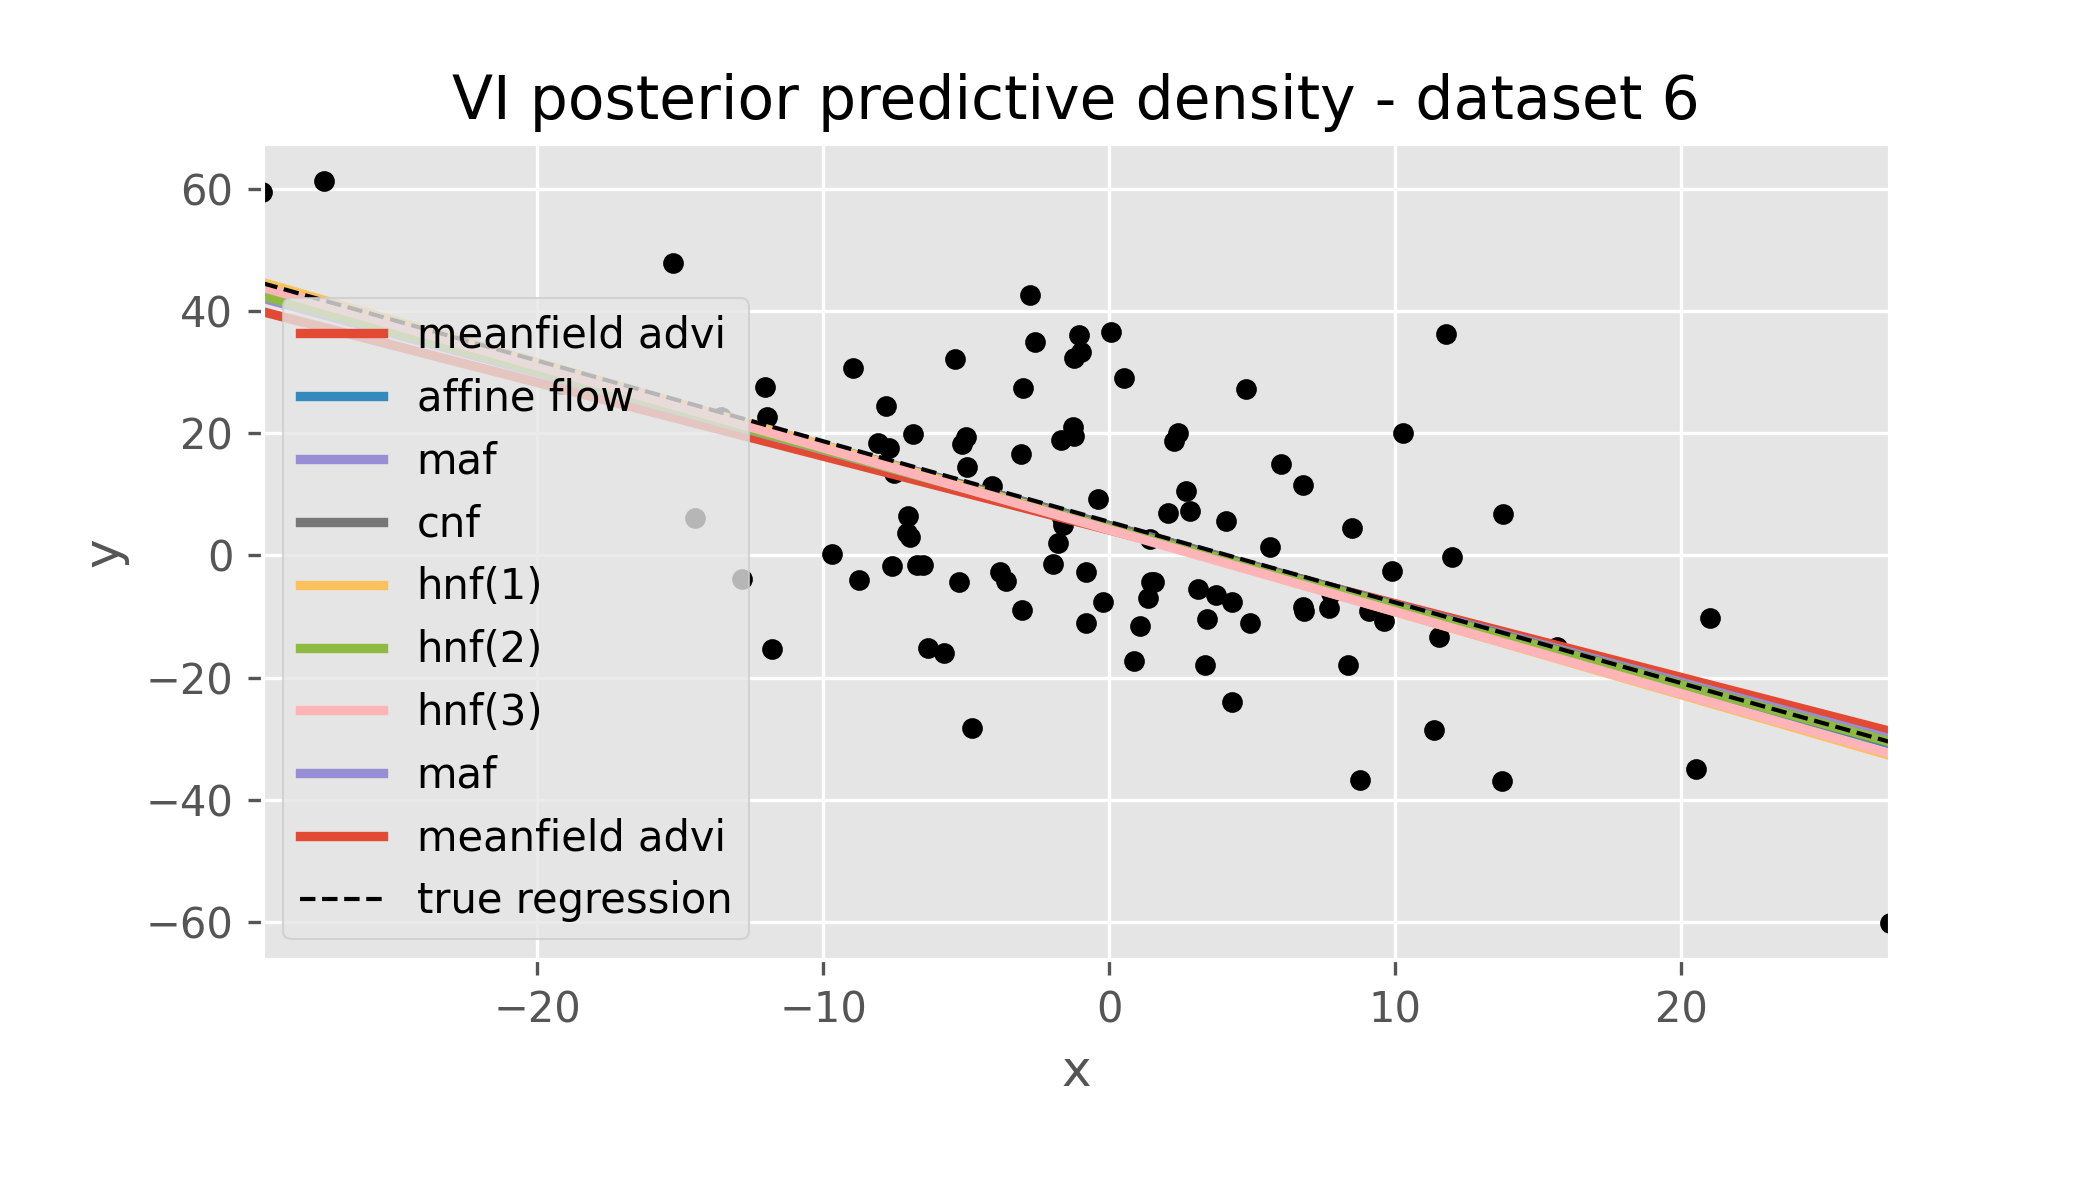 VI posterior predictive density - dataset 6
60
40
20
0
−20
−40
−60
y
meanfield advi
affine flow
maf
cnf
hnf(1)
hnf(2)
hnf(3)
maf
meanfield advi
true regression
−20
−10
0
10
20
x